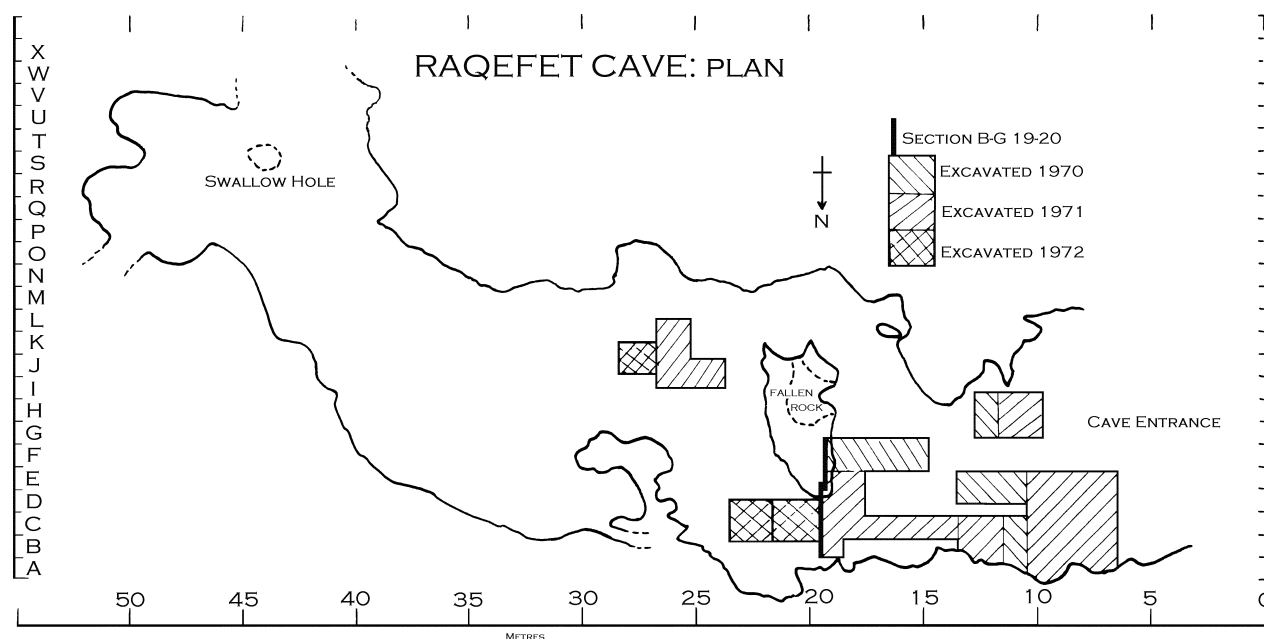 RAQEFET CAVE: PLAN
X
W
V
U
T
S
R
Q
P
O
N
M
L
K
J
I
H
G
F
E
D
C
B
A
SWALLOW HOLE
N
SECTION B-G 19-20
EXCAVATED 1970
EXCAVATED 1971
EXCAVATED 1972
FALLEN
ROCK
CAVE ENTRANCE
50 45 40 35 30 25 20 15 10 5 0
METRES